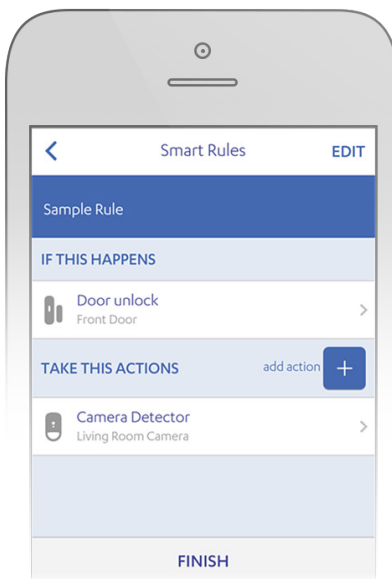 Smart Rules EDIT
Sample Rule
IF THIS HAPPENS
Door unlock
Front Door
TAKE THIS ACTIONS add action
Camera Detector
Living Room Camera
FINISH